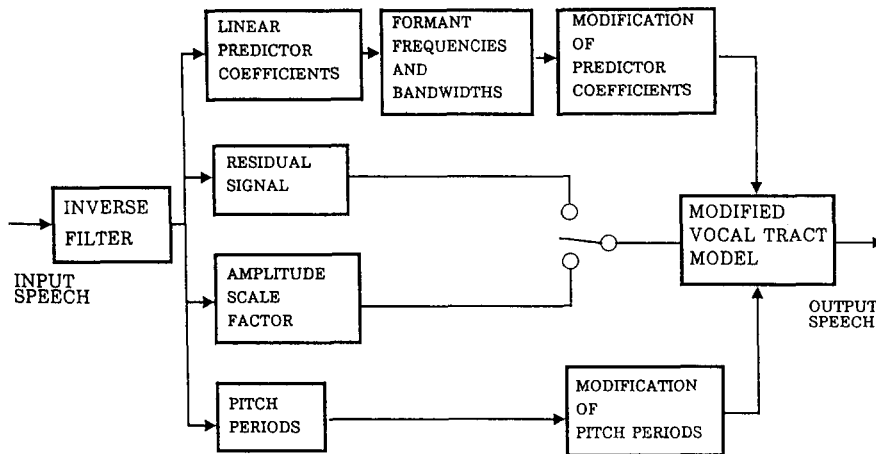 LINEAR
PREDICTOR
COEFFICIENTS
FORMANT
FREQUENCIES
AND
BANDWIDTHS
MODIFICATION
OF
PREDICTOR
COEFFICIENTS
RESIDUAL
SIGNAL
INVERSE
FILTER
INPUT
SPEECH
AMPLITUDE
SCALE
FACTOR
MODIFIED
VOCAL TRACT
MODEL
OUTPUT
SPEECH
PITCH
PERIODS
MODIFICATION
OF
PITCH PERIODS